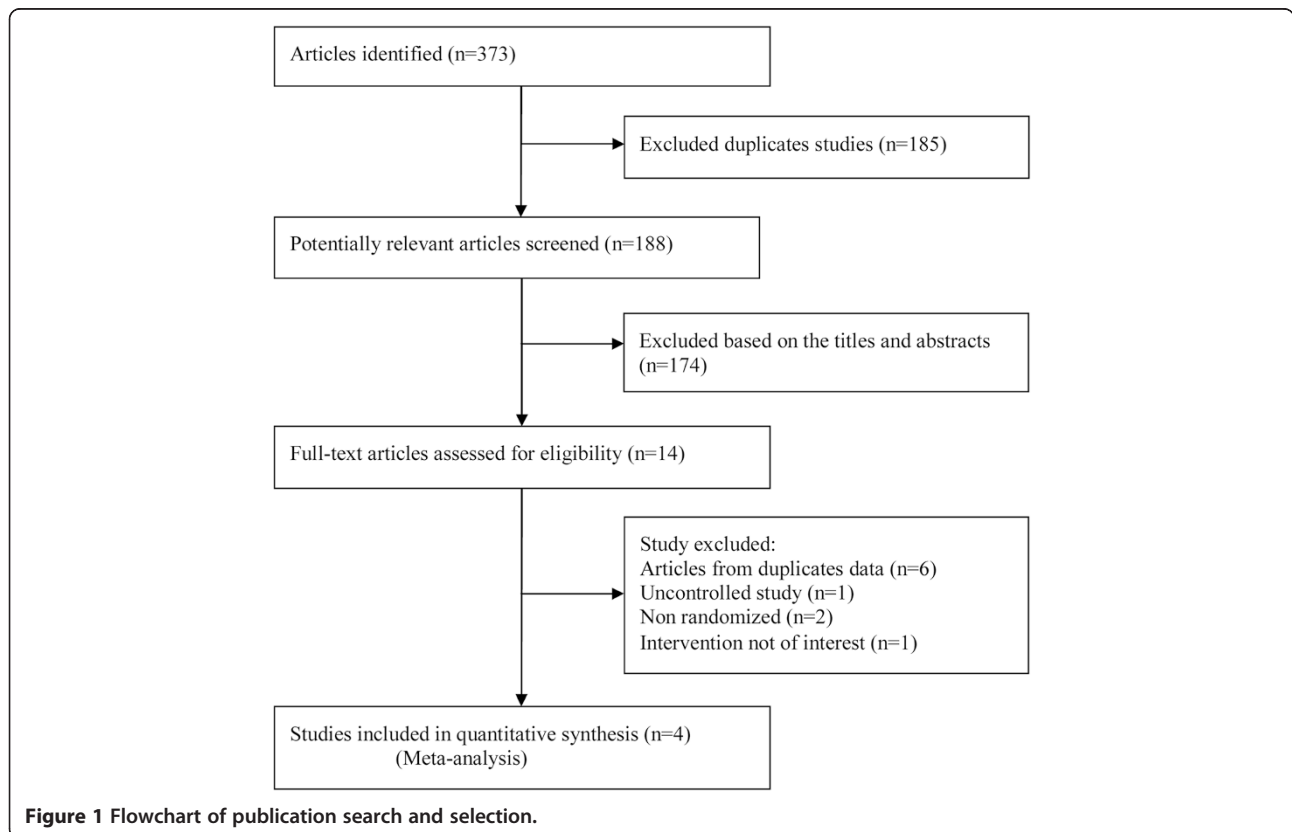 Articles identified (n=373)
Excluded duplicates studies (n=185)
Potentially relevant articles screened (n=188)
Excluded based on the titles and abstracts
(n=174)
Full-text articles assessed for eligibility (n=14)
Study excluded:
Articles from duplicates data (n=6)
Uncontrolled study (n=1)
Non randomized (n=2)
Intervention not of interest (n=1)
Studies included in quantitative synthesis (n=4)
(Meta-analysis)
Figure 1 Flowchart of publication search and selection.